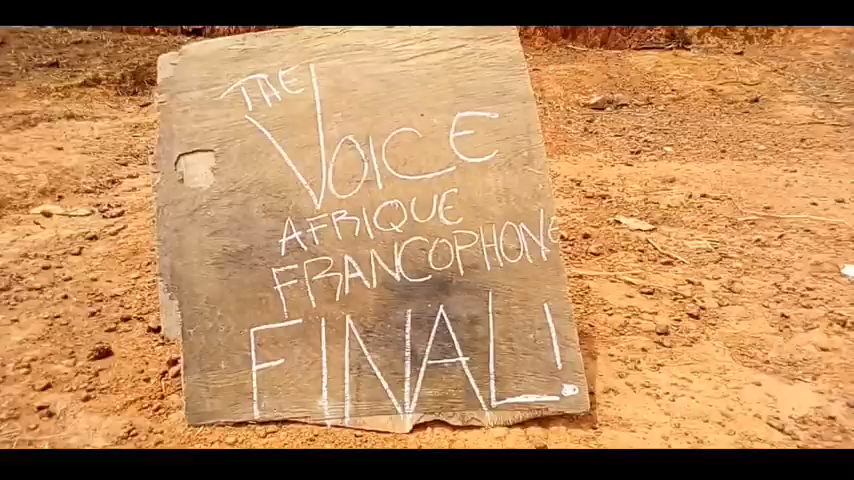 THE
VOICE
AFRIQUE
FRANCOPHONE
FINAL!